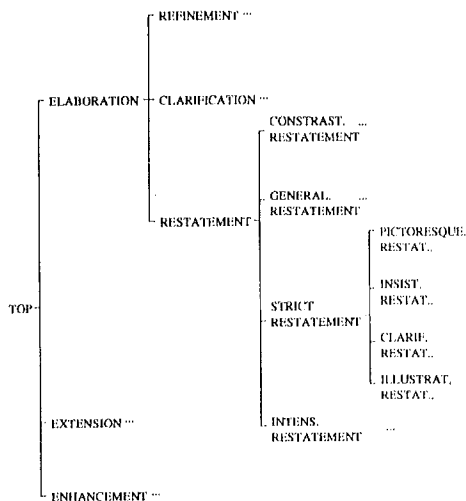 REFINEMENT ...
ELABORATION
CLARIFICATION ...
CONSTRAST. ...
RESTATEMENT
GENERAL. ...
RESTATEMENT
RESTATEMENT
PICTORESQUE.
RESTAT..
INSIST.
RESTAT..
STRICT
RESTATEMENT
TOP
CLARIF.
RESTAT..
ILLUSTRAT.
RESTAT..
EXTENSION ...
INTENS. ...
RESTATEMENT
ENHANCEMENT ...